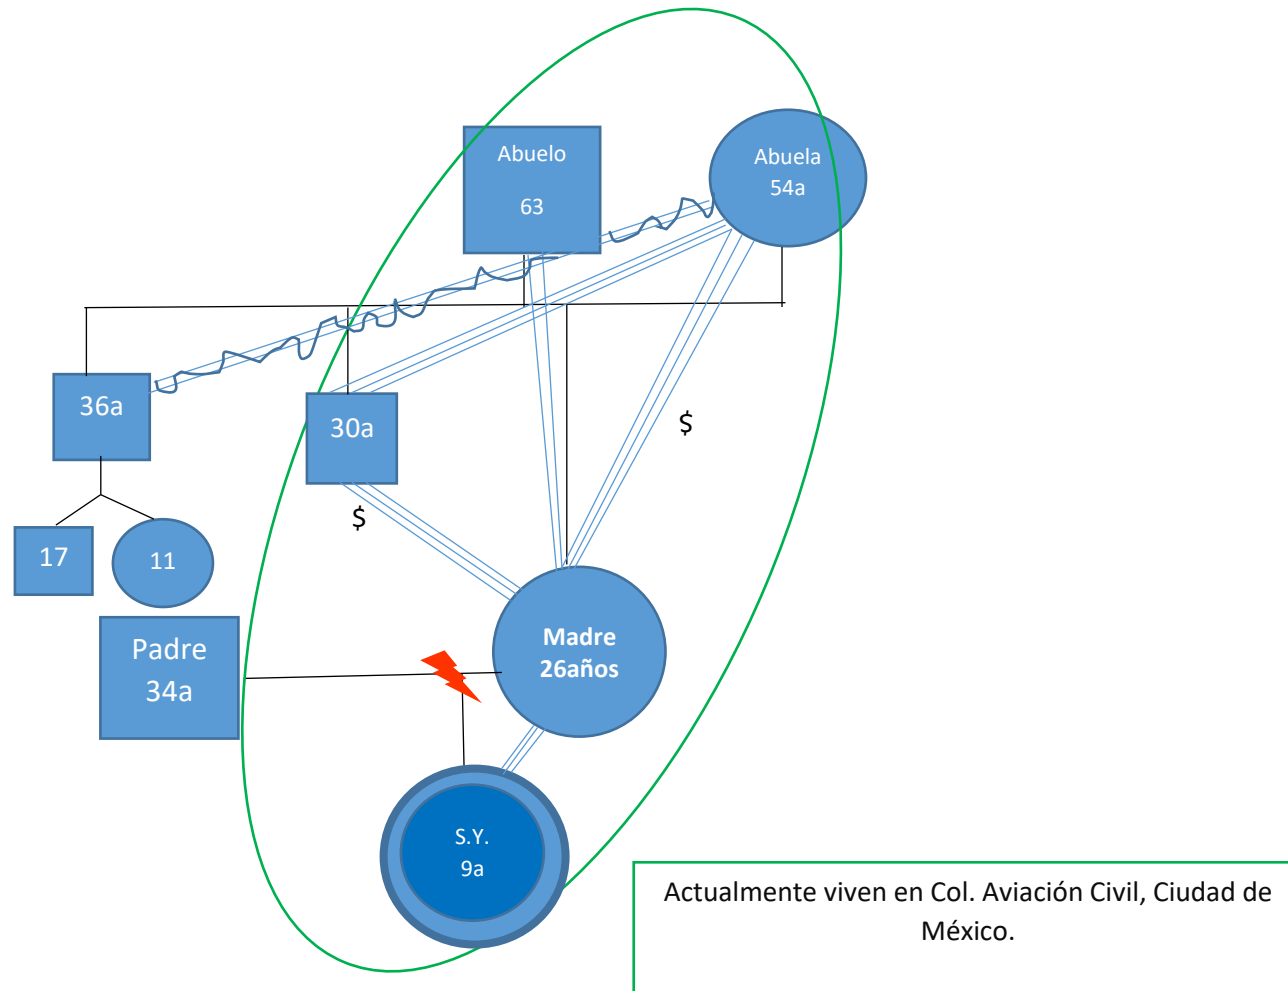 Abuelo
63
Abuela
54a
36a
30a
$
$
17
11
Padre
34a
Madre
26años
S.Y.
9a
Actualmente viven en Col. Aviación Civil, Ciudad de
México.